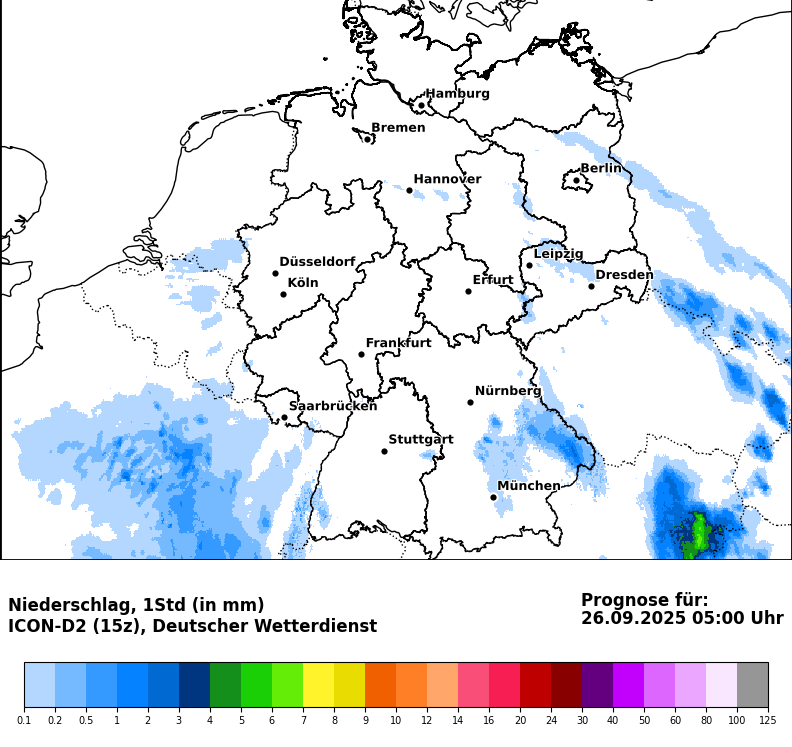 Hamburg
Bremen
Berlin
Hannover
Leipzig
Düsseldorf
Dresden
Köln
Erfurt
Frankfurt
Nürnberg
Saarbrücken
Stuttgart
München
Niederschlag, 1Std (in mm)
ICON-D2 (15z), Deutscher Wetterdienst
Prognose für:
26.09.2025 05:00 Uhr
0.1 0.2 0.5 1 2 3 4 5 6 7 8 9 10 12 14 16 20 24 30 40 50 60 80 100 125